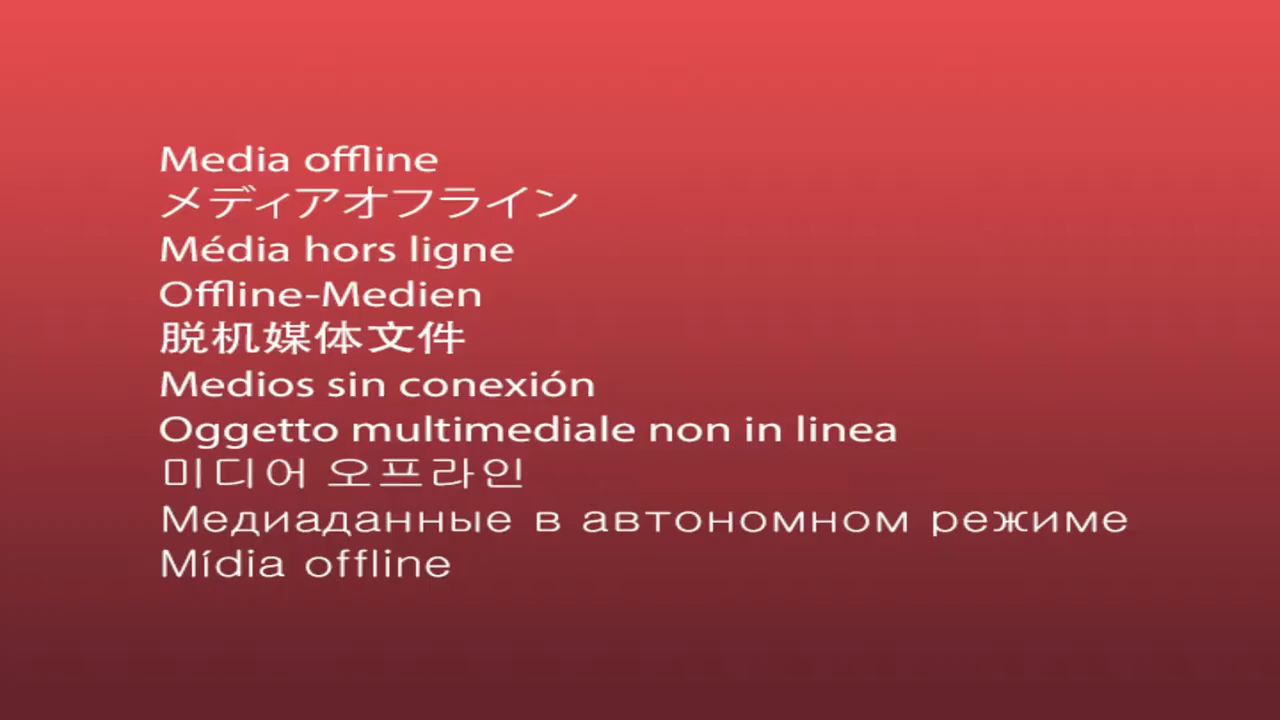 Media offline
メディアオフライン
Média hors ligne
Offline-Medien
脱机媒体文件
Medios sin conexión
Oggetto multimediale non in linea
미디어 오프라인
Медиаданные в автономном режиме
Mídia offline